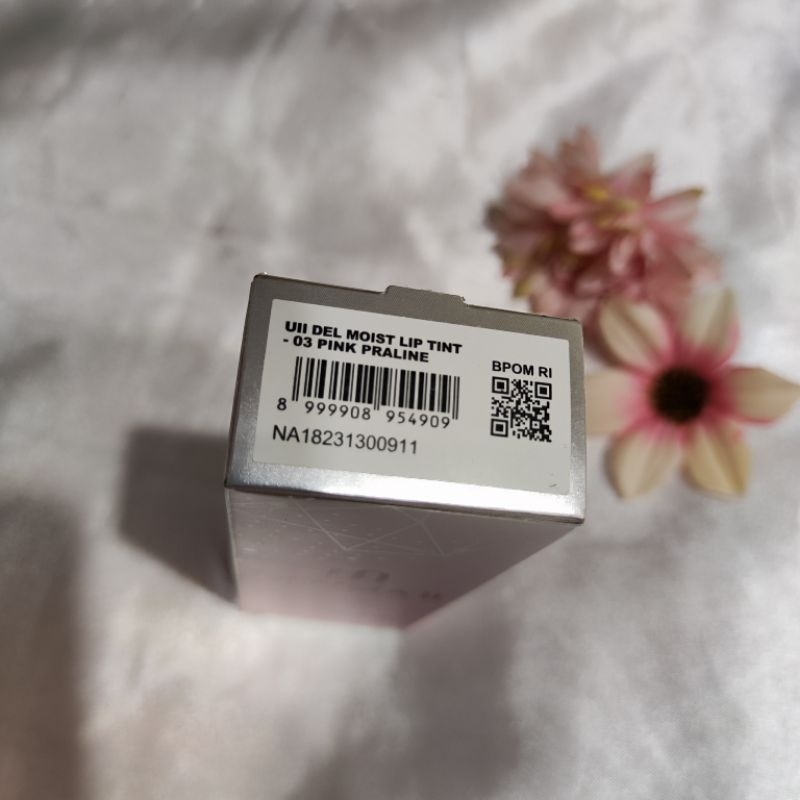 UII DEL MOIST LIP TINT
- 03 PINK PRALINE
BPOM RI
8 999908 954909
NA18231300911